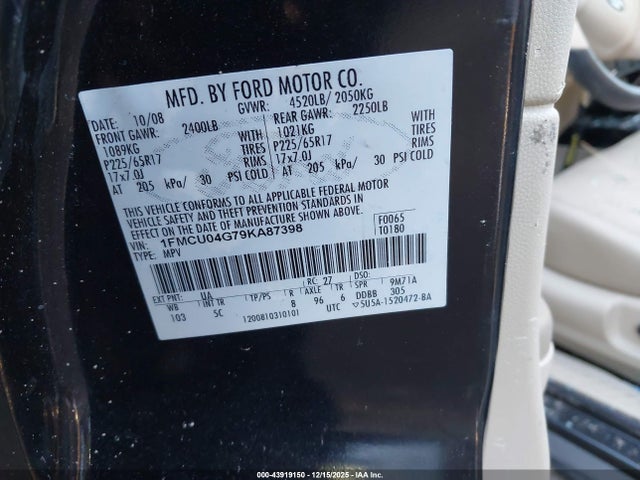 MFD. BY FORD MOTOR CO.
DATE: 10/08 GVWR: 4520LB/ 2050KG
FRONT GAWR: 2400LB REAR GAWR: 2250LB
1089KG WITH 1021KG WITH
P225/65R17 TIRES P225/65R17 TIRES
17x7.0J RIMS 17x7.0J RIMS
AT 205 kPa/ 30 PSI COLD AT 205 kPa/ 30 PSI COLD
THIS VEHICLE CONFORMS TO ALL APPLICABLE FEDERAL MOTOR
VEHICLE SAFETY AND THEFT PREVENTION STANDARDS IN EFFECT
ON THE DATE OF MANUFACTURE SHOWN ABOVE.
VIN: 1FMCU04G79KA87398 F0065
TYPE: MPV T0180
EXT PNT: UA RC: 27 DSO: 9M71A
WB INT TR TP/PS R AXLE TR SPR 305
103 5C B 96 6 DDBB
1200810310101 UTC 5U5A-1520472-BA
000-43919150 - 12/15/2025 - IAA Inc.